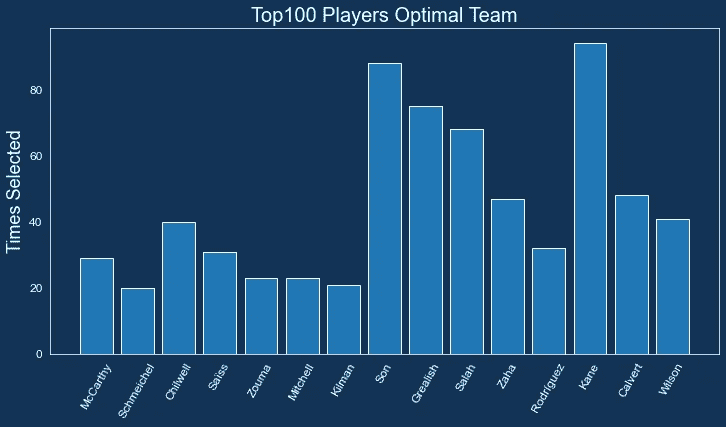 Top100 Players Optimal Team
Times Selected
80
60
40
20
0
McCarthy
Schmeichel
Chilwell
Saïss
Zouma
Mitchell
Kilman
Son
Grealish
Salah
Zaha
Rodríguez
Kane
Calvert
Wilson